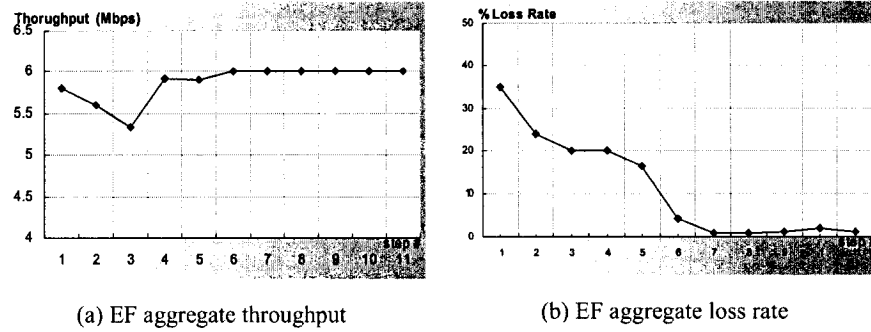 Thorughput (Mbps)
6.5
6
5.5
5
4.5
4
step #
1 2 3 4 5 6 7 8 9 10 11
(a) EF aggregate throughput
% Loss Rate
50
40
30
20
10
0
step
1 2 3 4 5 6 7 8
(b) EF aggregate loss rate